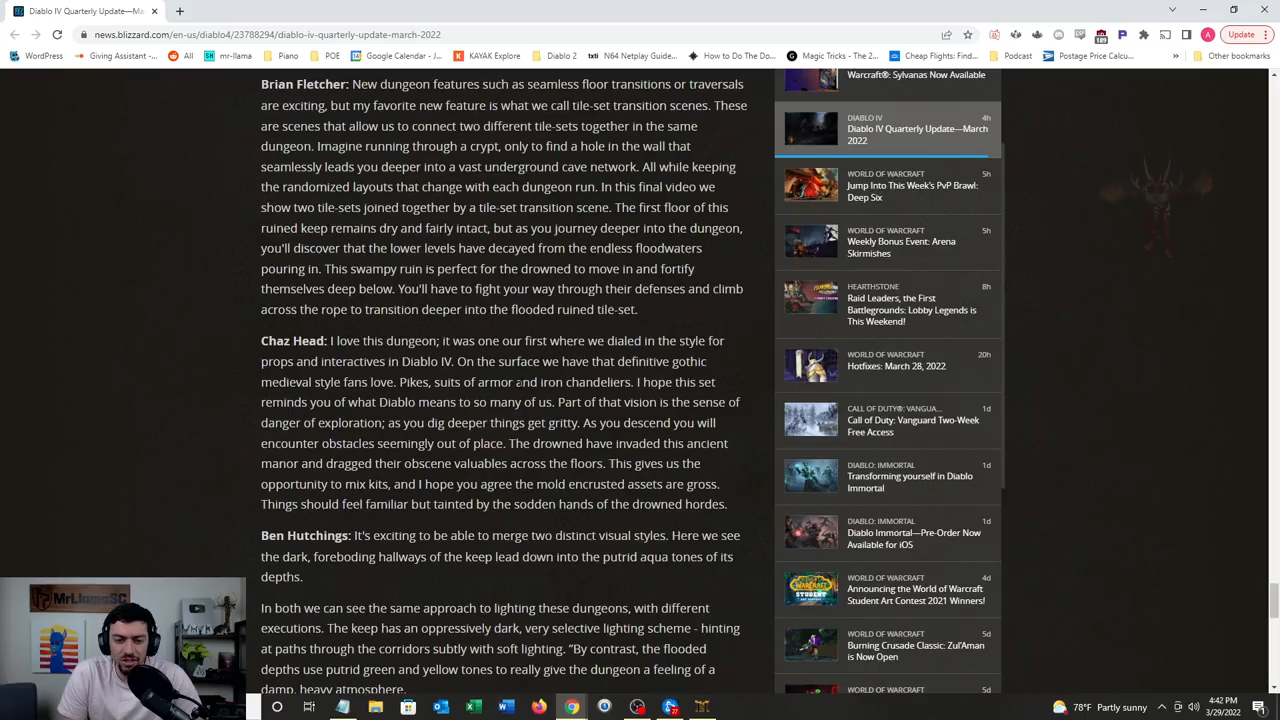 Diablo IV Quarterly Update—Ma
news.blizzard.com/en-us/diablo4/23788294/diablo-iv-quarterly-update-march-2022
Update
WordPress
Giving Assistant -...
All
mr-llama
Piano
POE
Google Calendar - J...
KAYAK Explore
Diablo 2
N64 Netplay Guide...
How to Do The D...
Magic Tricks - The 2...
Cheap Flights: Find...
Podcast
Postage Price Calcu...
Other bookmarks
Brian Fletcher: New dungeon features such as seamless floor transitions or traversals
are exciting, but my favorite new feature is what we call tile-set transition scenes. These
are scenes that allow us to connect two different tile-sets together in the same
dungeon. Imagine running through a crypt, only to find a hole in the wall that
seamlessly leads you deeper into a vast underground cave network. All while keeping
the randomized layouts that change with each dungeon run. In this final video we
show two tile-sets joined together by a tile-set transition scene. The first floor of this
ruined keep remains dry and fairly intact, but as you journey deeper into the dungeon,
you'll discover that the lower levels have decayed from the endless floodwaters
pouring in. This swampy ruin is perfect for the drowned to move in and fortify
themselves deep below. You'll have to fight your way through their defenses and climb
across the rope to transition deeper into the flooded ruined tile-set.
Chaz Head: I love this dungeon; it was one our first where we dialed in the style for
props and interactives in Diablo IV. On the surface we have that definitive gothic
medieval style fans love. Pikes, suits of armor and iron chandeliers. I hope this set
reminds you of what Diablo means to so many of us. Part of that vision is the sense of
danger of exploration; as you dig deeper things get gritty. As you descend you will
encounter obstacles seemingly out of place. The drowned have invaded this ancient
manor and dragged their obscene valuables across the floors. This gives us the
opportunity to mix kits, and I hope you agree the mold encrusted assets are gross.
Things should feel familiar but tainted by the sodden hands of the drowned hordes.
Ben Hutchings: It's exciting to be able to merge two distinct visual styles. Here we see
the dark, foreboding hallways of the keep lead down into the putrid aqua tones of its
depths.
In both we can see the same approach to lighting these dungeons, with different
executions. The keep has an oppressively dark, very selective lighting scheme - hinting
at paths through the corridors subtly with soft lighting. “By contrast, the flooded
depths use putrid green and yellow tones to really give the dungeon a feeling of a
damp, heavy atmosphere.
Warcraft®: Sylvanas Now Available
DIABLO IV 4h
Diablo IV Quarterly Update—March
2022
WORLD OF WARCRAFT 5h
Jump Into This Week's PvP Brawl:
Deep Six
WORLD OF WARCRAFT 5h
Weekly Bonus Event: Arena
Skirmishes
HEARTHSTONE 8h
Raid Leaders, the First
Battlegrounds: Lobby Legends is
This Weekend!
WORLD OF WARCRAFT 20h
Hotfixes: March 28, 2022
CALL OF DUTY®: VANGUA... 1d
Call of Duty: Vanguard Two-Week
Free Access
DIABLO: IMMORTAL 1d
Transforming yourself in Diablo
Immortal
DIABLO: IMMORTAL 1d
Diablo Immortal—Pre-Order Now
Available for iOS
WORLD OF WARCRAFT 4d
Announcing the World of Warcraft
Student Art Contest 2021 Winners!
WORLD OF WARCRAFT 5d
Burning Crusade Classic: Zul'Aman
is Now Open
WORLD OF WARCRAFT 5d
78°F Partly sunny
4:42 PM
3/29/2022